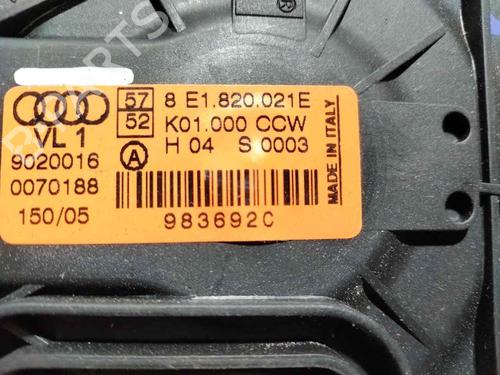 57 8 E1.820.021E
VL 1 52 K01.000 CCW
9020016 A H 04 S 0003
0070188
150/05 983692C
MADE IN ITALY
R
PARTS